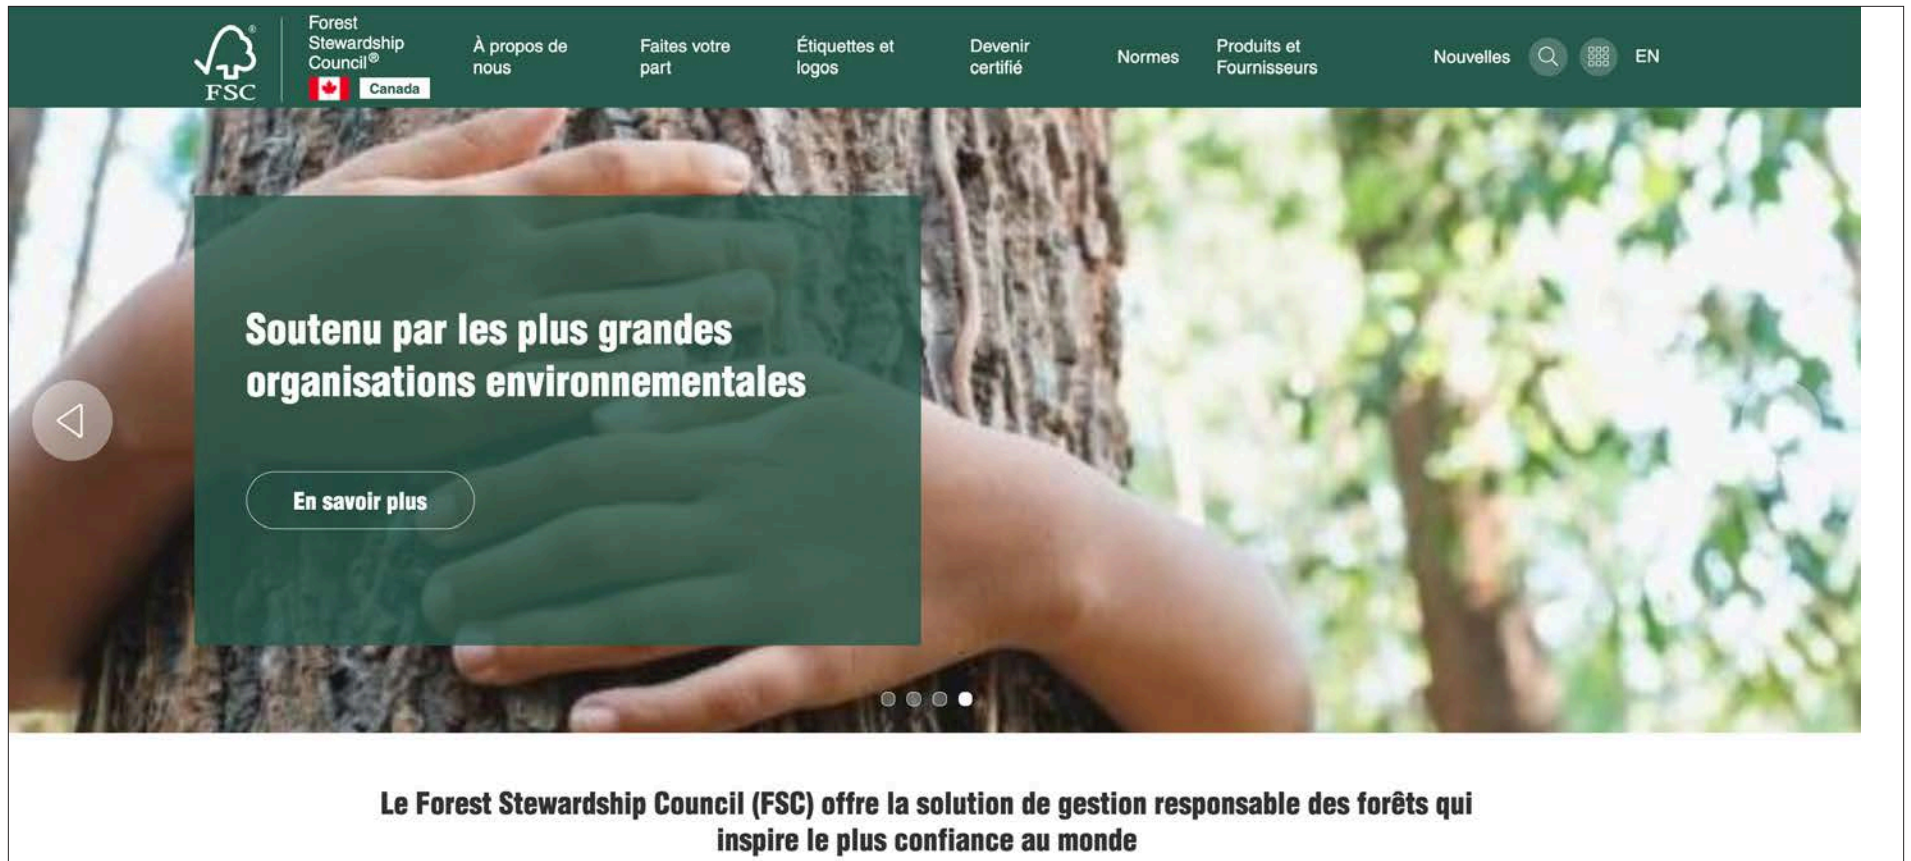 FSC
Forest
Stewardship
Council®
Canada
À propos de
nous
Faites votre
part
Étiquettes et
logos
Devenir
certifié
Normes
Produits et
Fournisseurs
Nouvelles
EN
Soutenu par les plus grandes
organisations environnementales
En savoir plus
Le Forest Stewardship Council (FSC) offre la solution de gestion responsable des forêts qui
inspire le plus confiance au monde